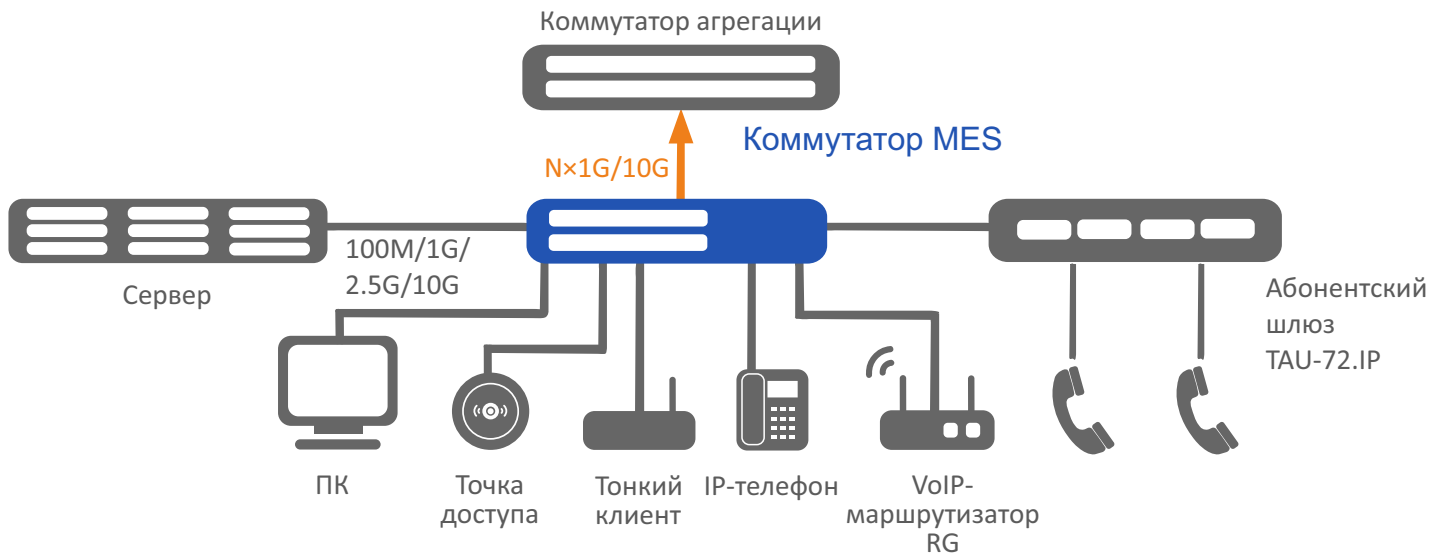 Коммутатор агрегации
Коммутатор MES
N×1G/10G
100M/1G/
2.5G/10G
Сервер
Абонентский
шлюз
TAU-72.IP
ПК
Точка
доступа
Тонкий
клиент
IP-телефон
VoIP-
маршрутизатор
RG